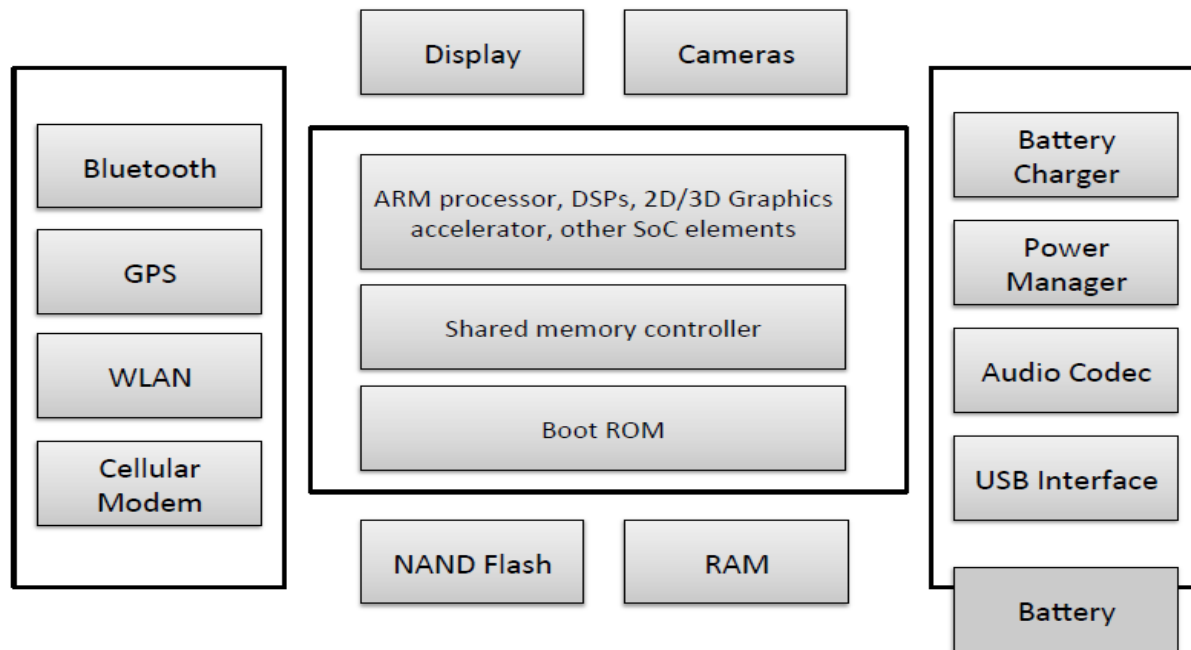 Display
Cameras
Bluetooth
GPS
WLAN
Cellular
Modem
ARM processor, DSPs, 2D/3D Graphics
accelerator, other SoC elements
Shared memory controller
Boot ROM
Battery
Charger
Power
Manager
Audio Codec
USB Interface
NAND Flash
RAM
Battery